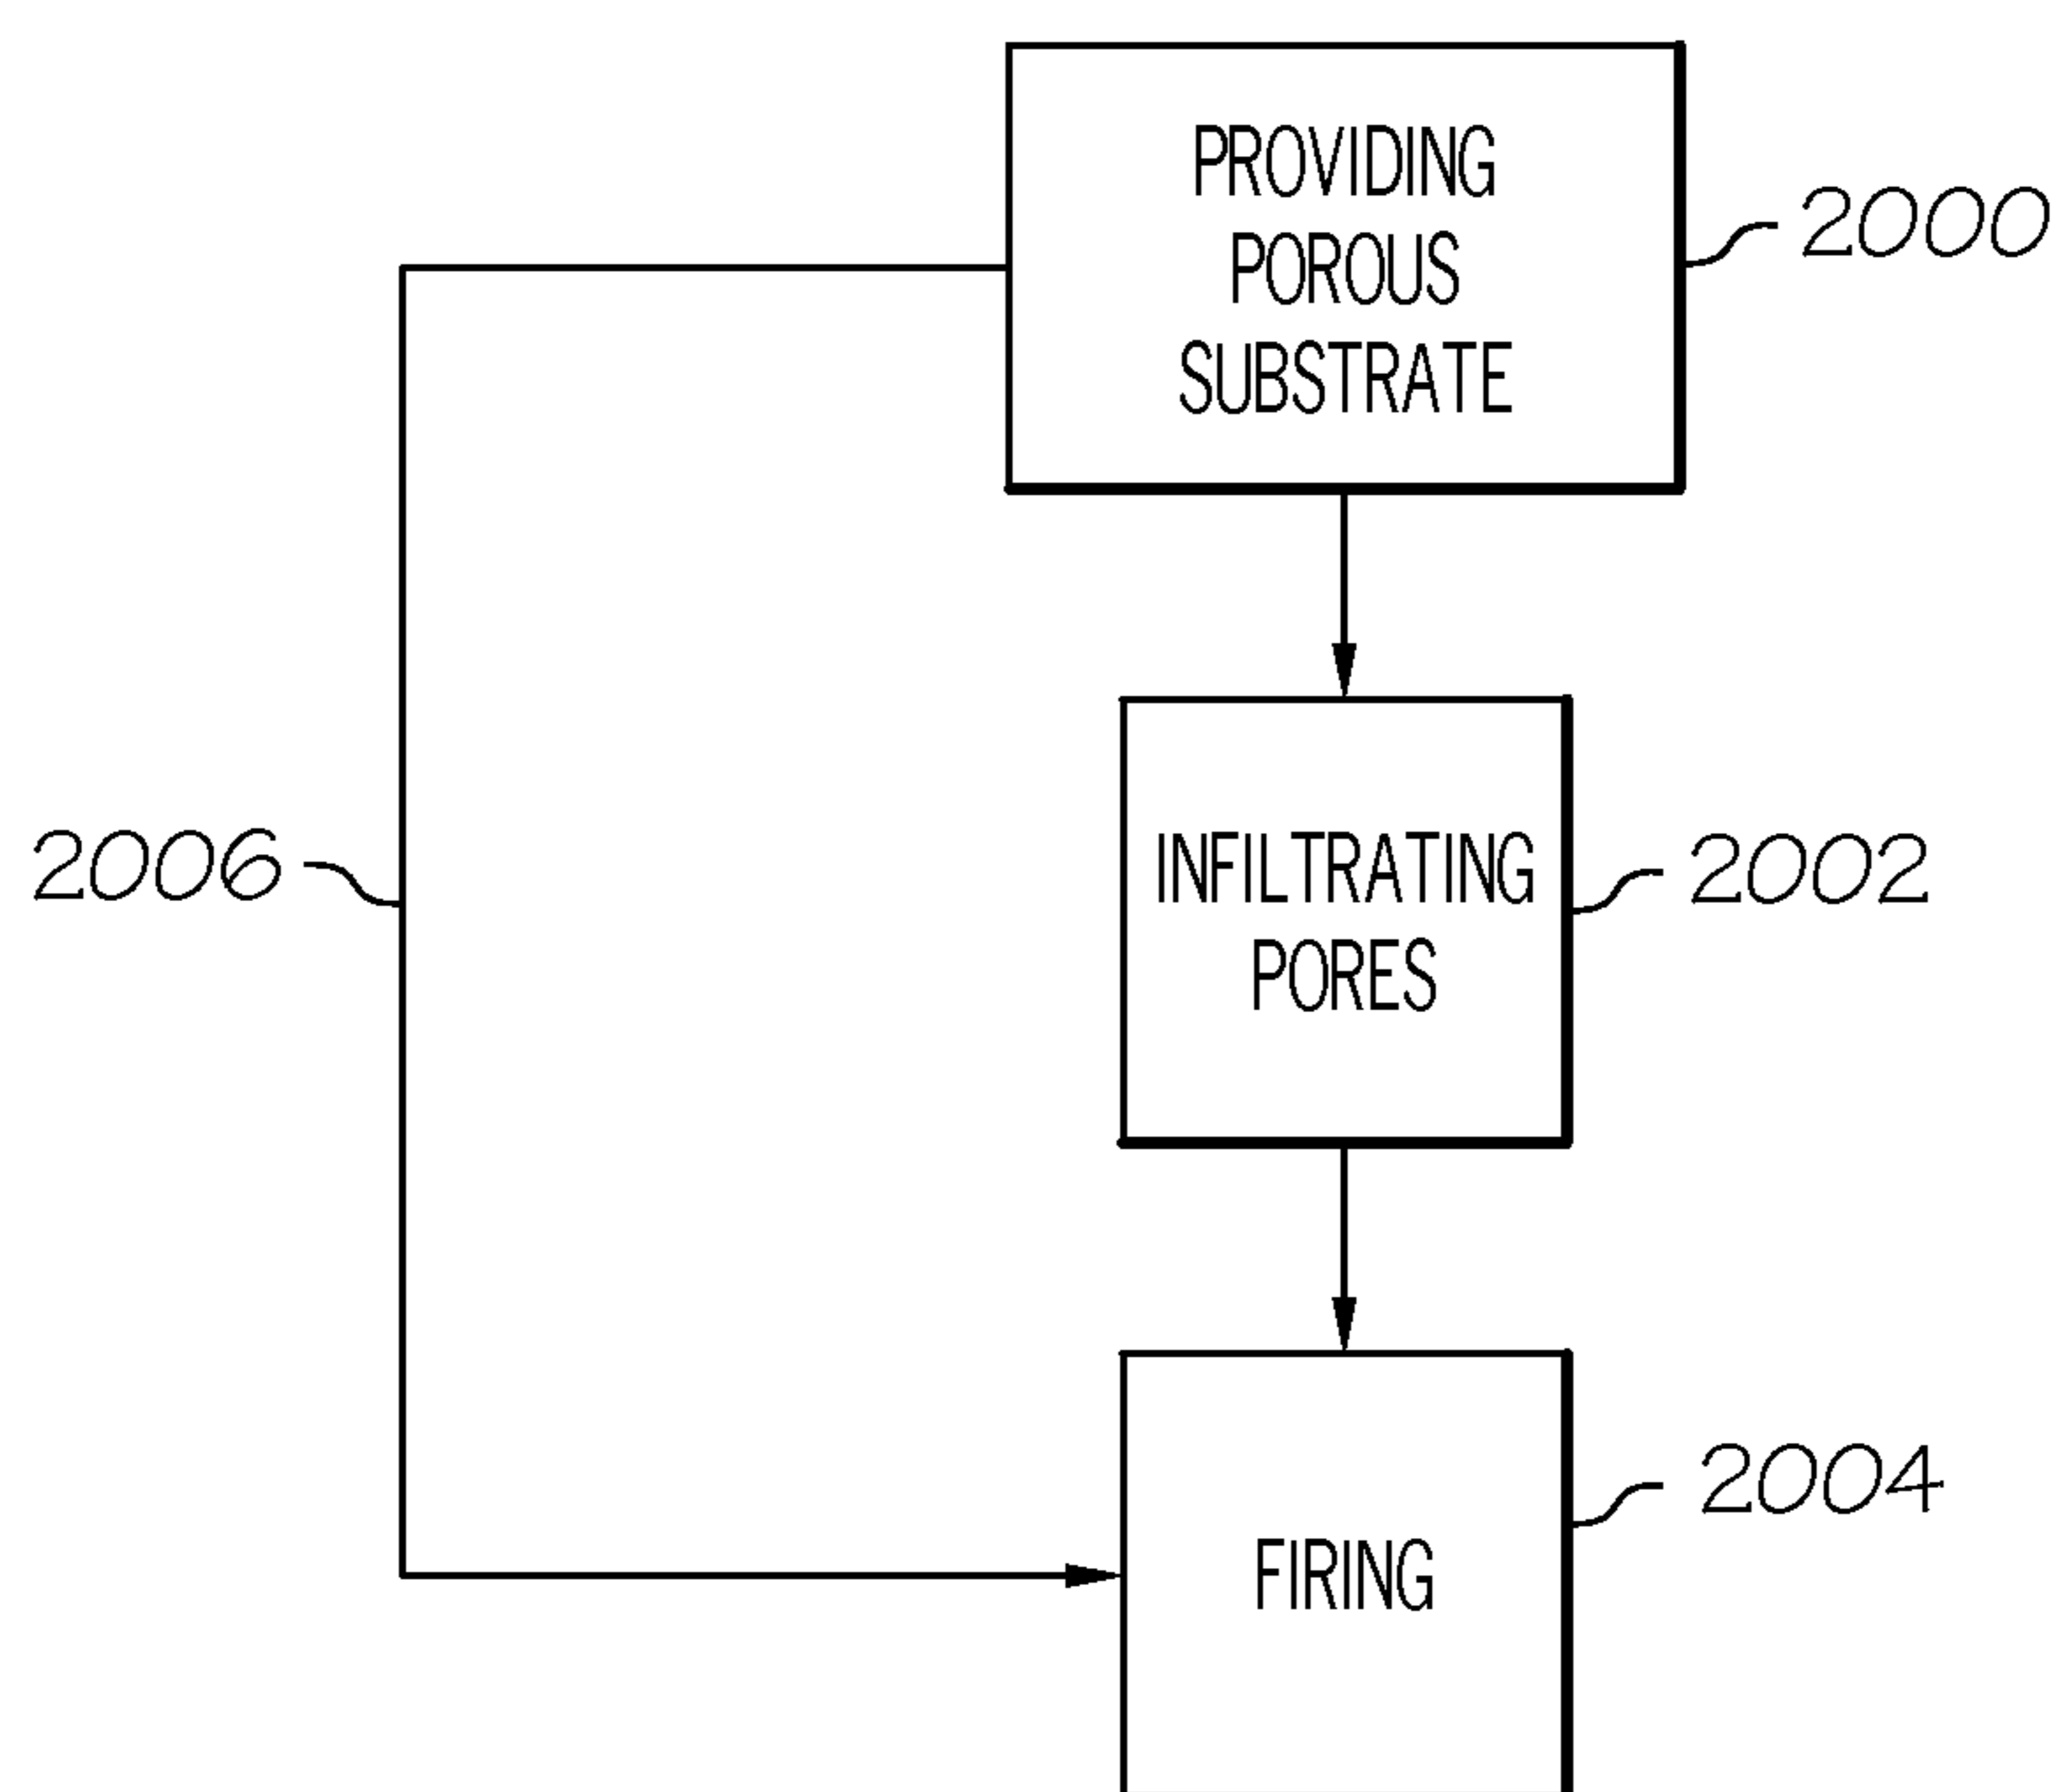 PROVIDING
POROUS
SUBSTRATE
2000
2006
INFILTRATING
PORES
2002
2004
FIRING